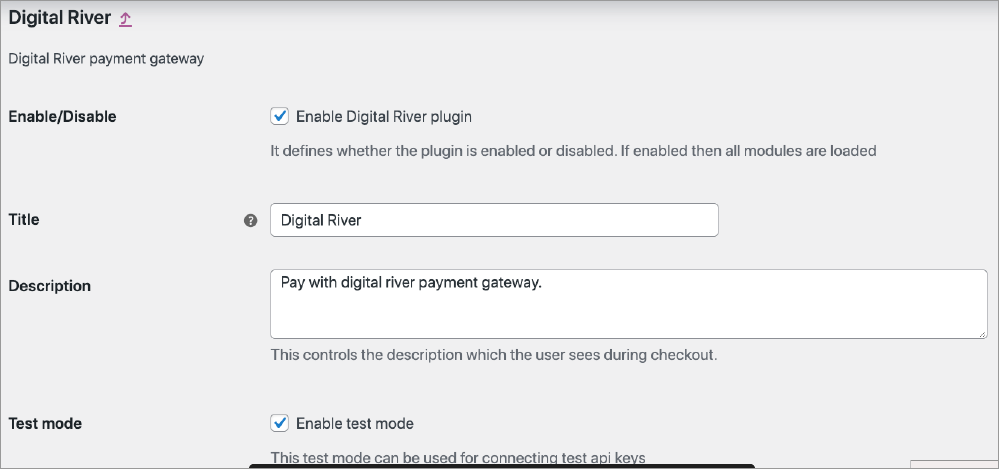 Digital River
Digital River payment gateway
Enable/Disable
Enable Digital River plugin
It defines whether the plugin is enabled or disabled. If enabled then all modules are loaded
Title
Digital River
Description
Pay with digital river payment gateway.
This controls the description which the user sees during checkout.
Test mode
Enable test mode
This test mode can be used for connecting test api keys